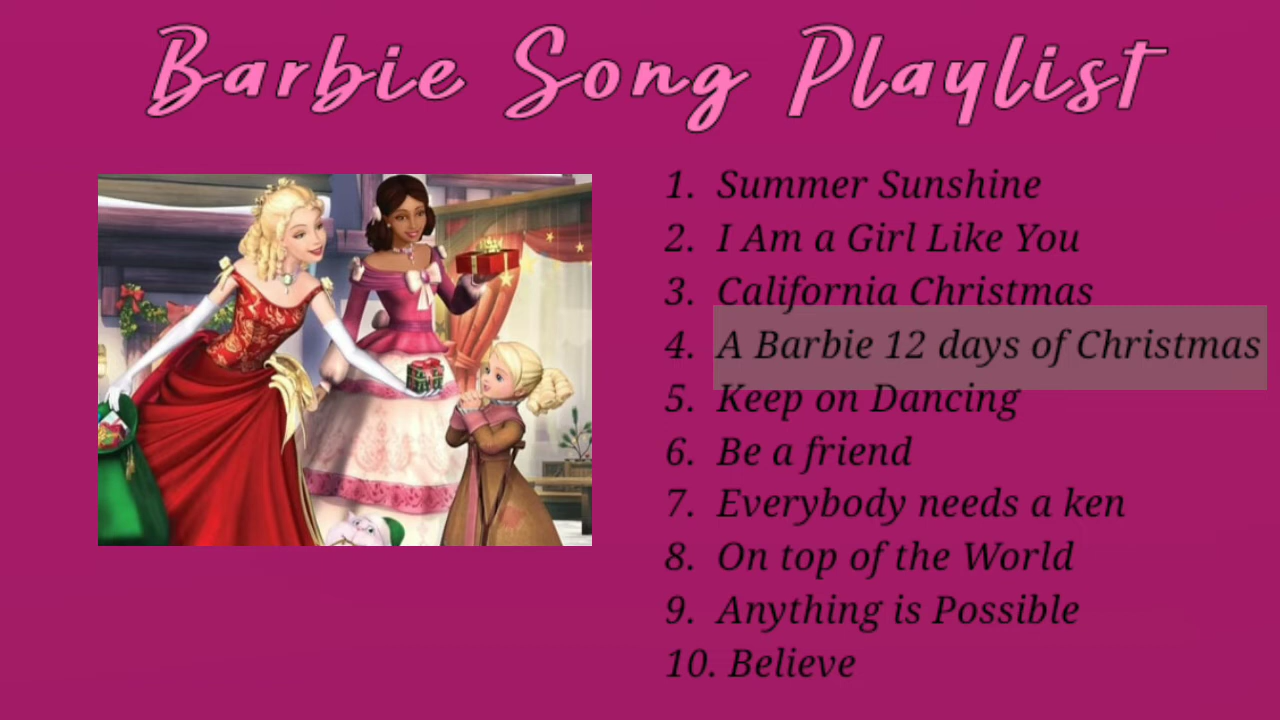 Barbie Song Playlist
1. Summer Sunshine
2. I Am a Girl Like You
3. California Christmas
4. A Barbie 12 days of Christmas
5. Keep on Dancing
6. Be a friend
7. Everybody needs a ken
8. On top of the World
9. Anything is Possible
10. Believe